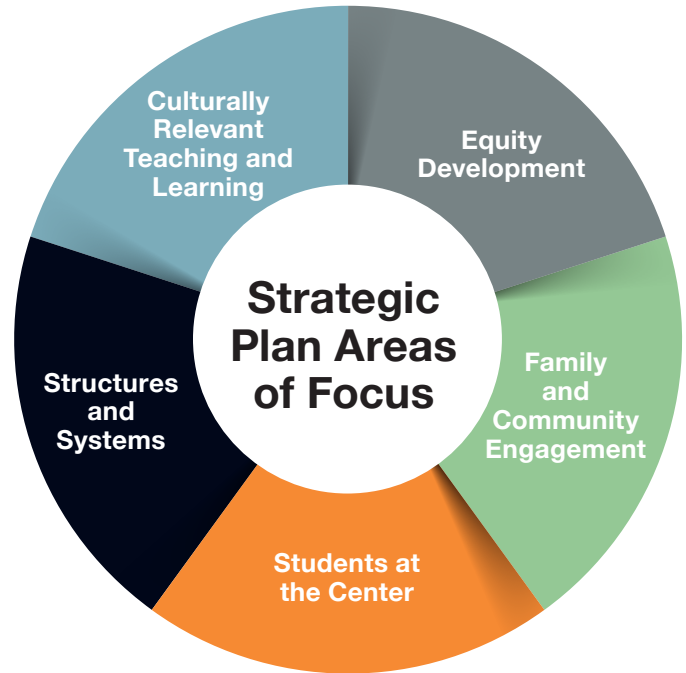 Strategic
Plan Areas
of Focus
Equity
Development
Family
and
Community
Engagement
Students at
the Center
Structures
and
Systems
Culturally
Relevant
Teaching and
Learning